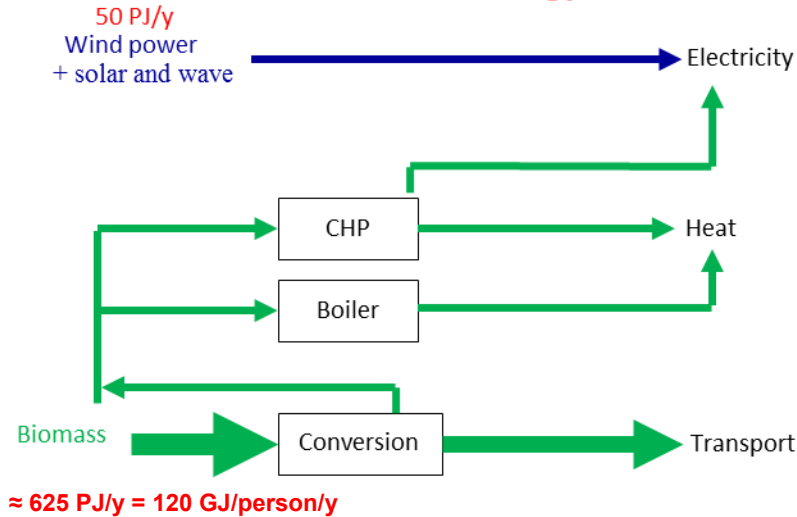 50 PJ/y
Wind power
+ solar and wave
Electricity
CHP
Heat
Boiler
Biomass
Conversion
Transport
≈ 625 PJ/y = 120 GJ/person/y